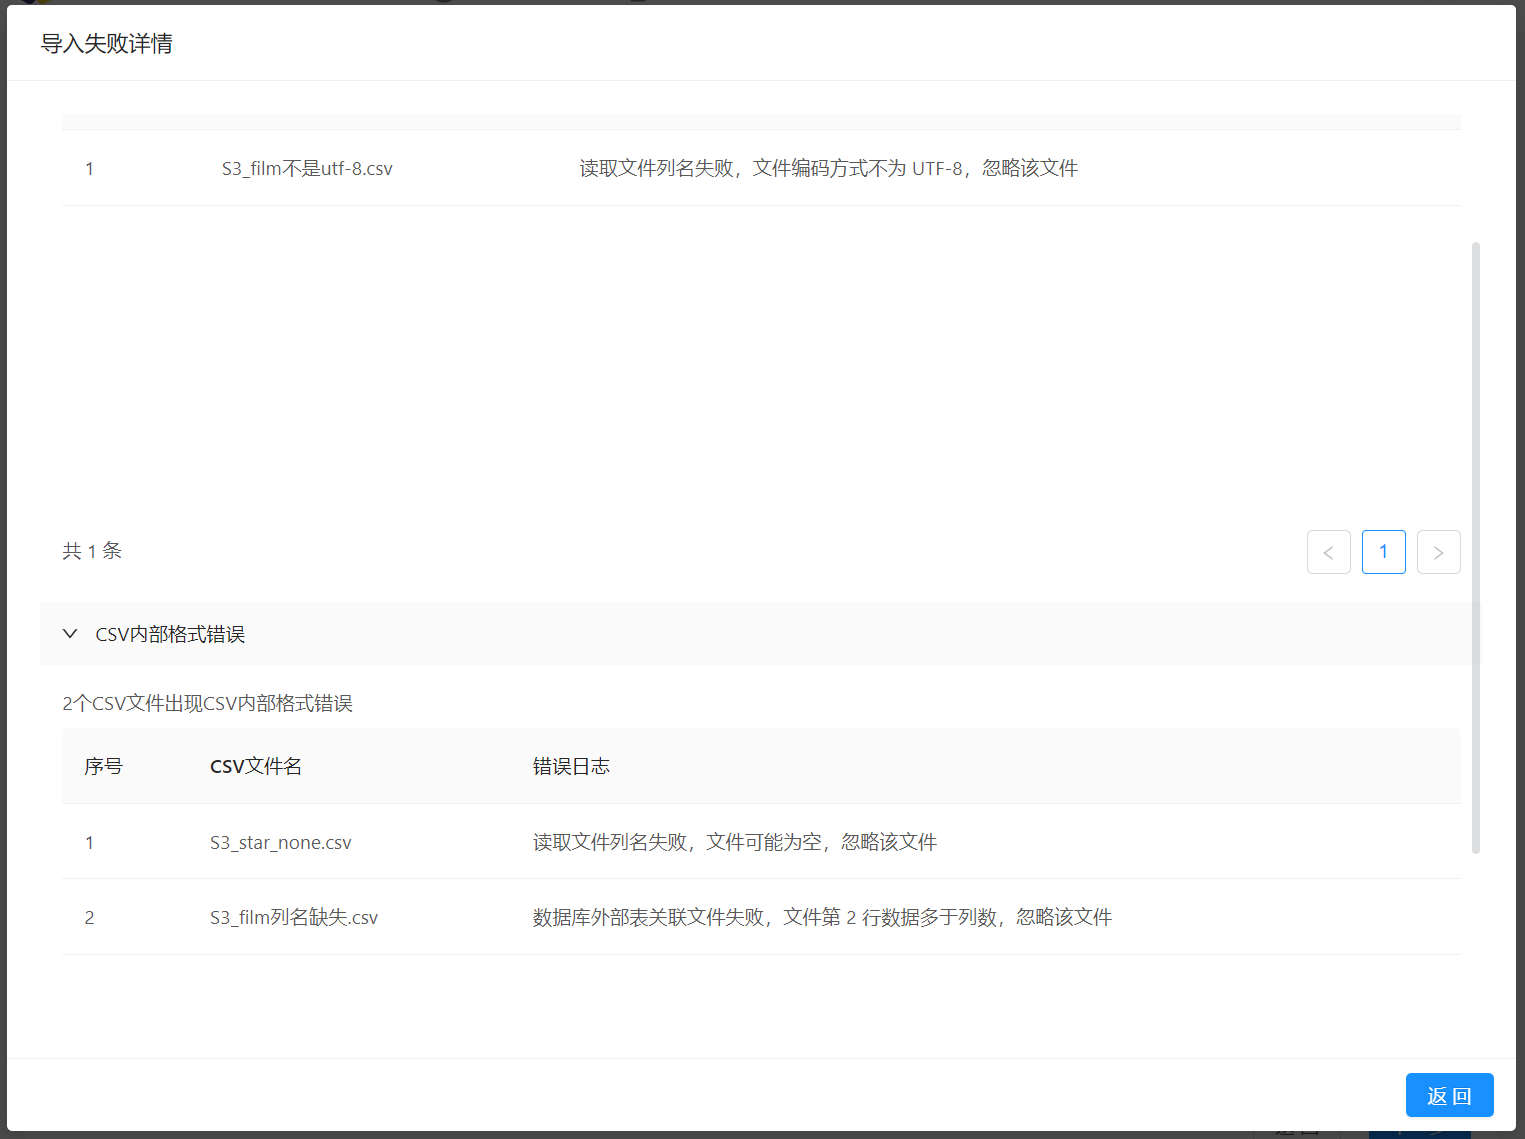 导入失败详情
1 S3_film不是utf-8.csv 读取文件列名失败，文件编码方式不为 UTF-8，忽略该文件
共 1 条
1
CSV内部格式错误
2个CSV文件出现CSV内部格式错误
序号 CSV文件名 错误日志
1 S3_star_none.csv 读取文件列名失败，文件可能为空，忽略该文件
2 S3_film列名缺失.csv 数据库外部表关联文件失败，文件第 2 行数据多于列数，忽略该文件
返 回